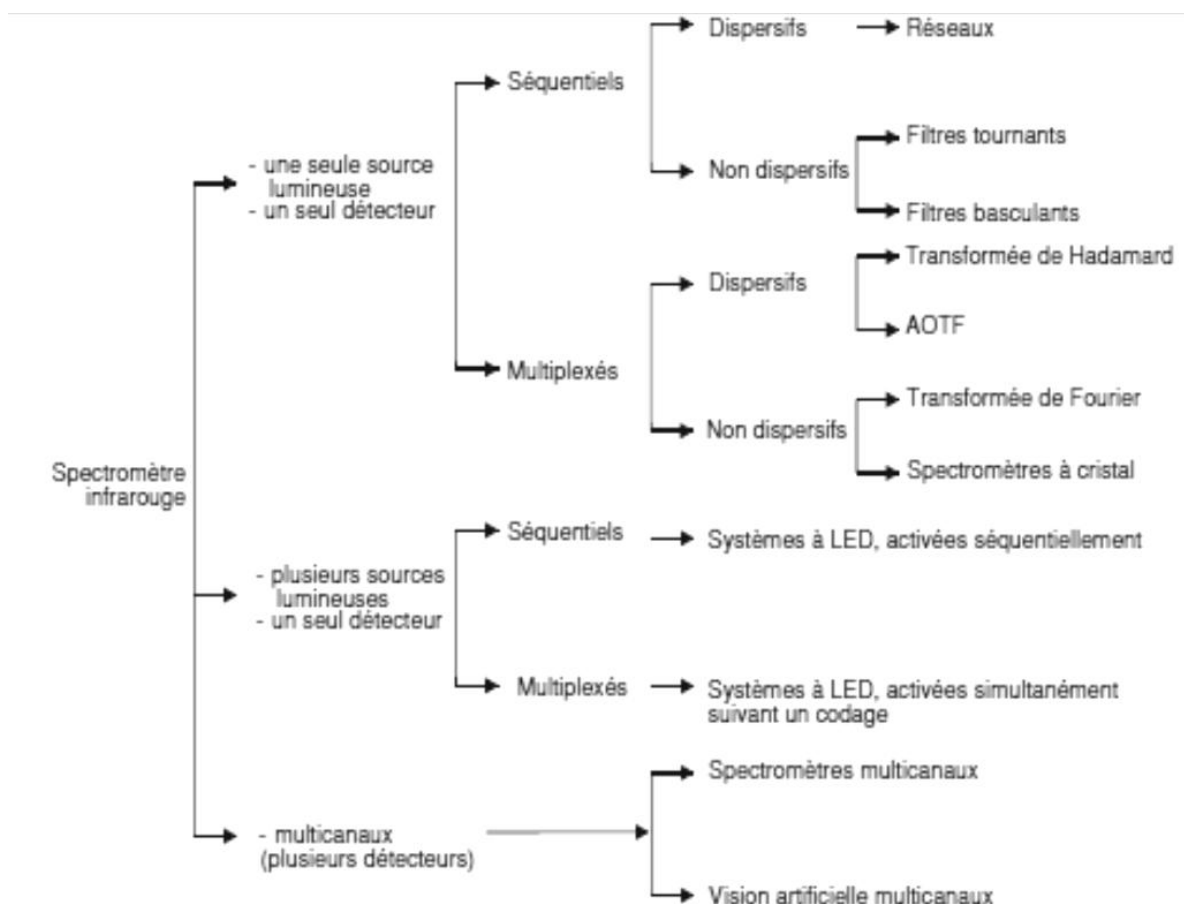 Dispersifs
Réseaux
Séquentiels
- une seule source
lumineuse
- un seul détecteur
Filtres tournants
Non dispersifs
Filtres basculants
Transformée de Hadamard
Dispersifs
AOTF
Multiplexés
Transformée de Fourier
Non dispersifs
Spectromètres à cristal
Spectromètre
infrarouge
Séquentiels
Systèmes à LED, activées séquentiellement
- plusieurs sources
lumineuses
- un seul détecteur
Multiplexés
Systèmes à LED, activées simultanément
suivant un codage
Spectromètres multicanaux
- multicanaux
(plusieurs détecteurs)
Vision artificielle multicanaux